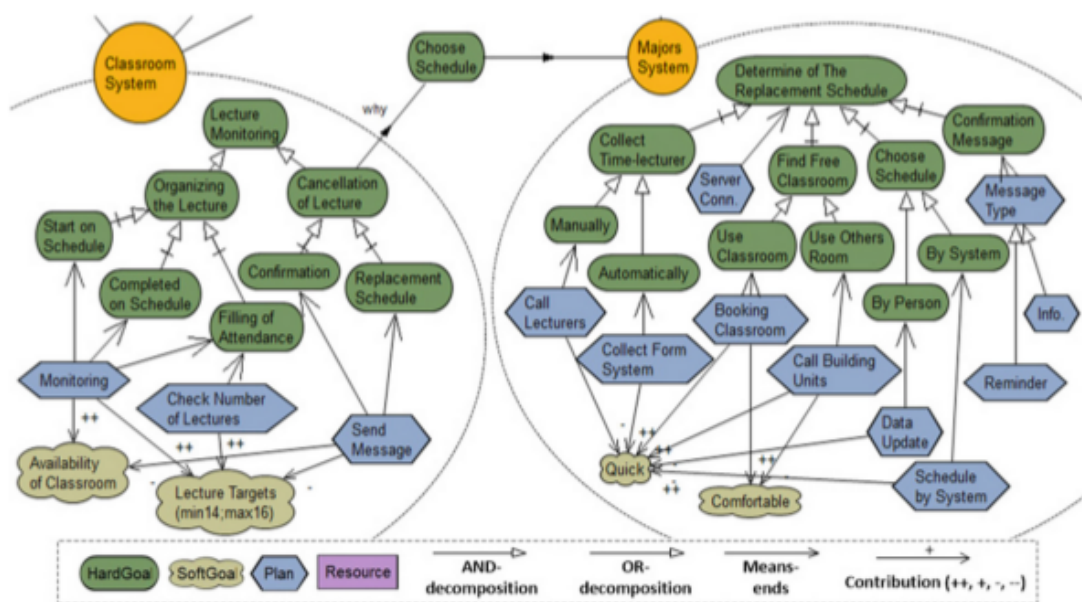 Classroom
System
Choose
Schedule
Majors
System
why
Lecture
Monitoring
Organizing
the Lecture
Cancellation
of Lecture
Start on
Schedule
Completed
on Schedule
Confirmation
Replacement
Schedule
Filling of
Attendance
Monitoring
Check Number
of Lectures
Send
Message
++
++
++
-
-
Availability
of Classroom
Lecture Targets
(min14;max16)
Determine of The
Replacement Schedule
Collect
Time-lecturer
Server
Conn.
Find Free
Classroom
Choose
Schedule
Confirmation
Message
Message
Type
Manually
Automatically
Use
Classroom
Use Others
Room
By System
By Person
Call
Lecturers
Collect Form
System
Booking
Classroom
Call Building
Units
Info.
Reminder
Data
Update
Schedule
by System
-
++
++
-
++
++
-
Quick
Comfortable
HardGoal
SoftGoal
Plan
Resource
AND-
decomposition
OR-
decomposition
Means-
ends
+
Contribution (++, +, -, --)